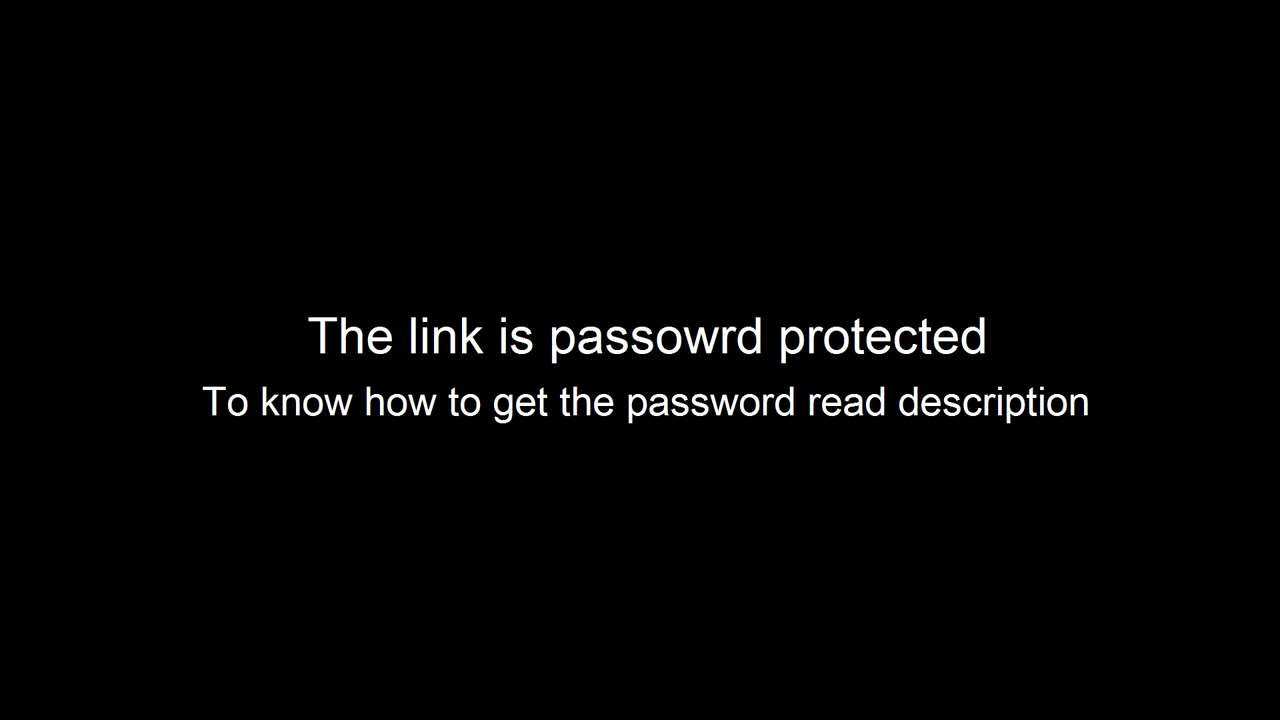 The link is passowrd protected
To know how to get the password read description